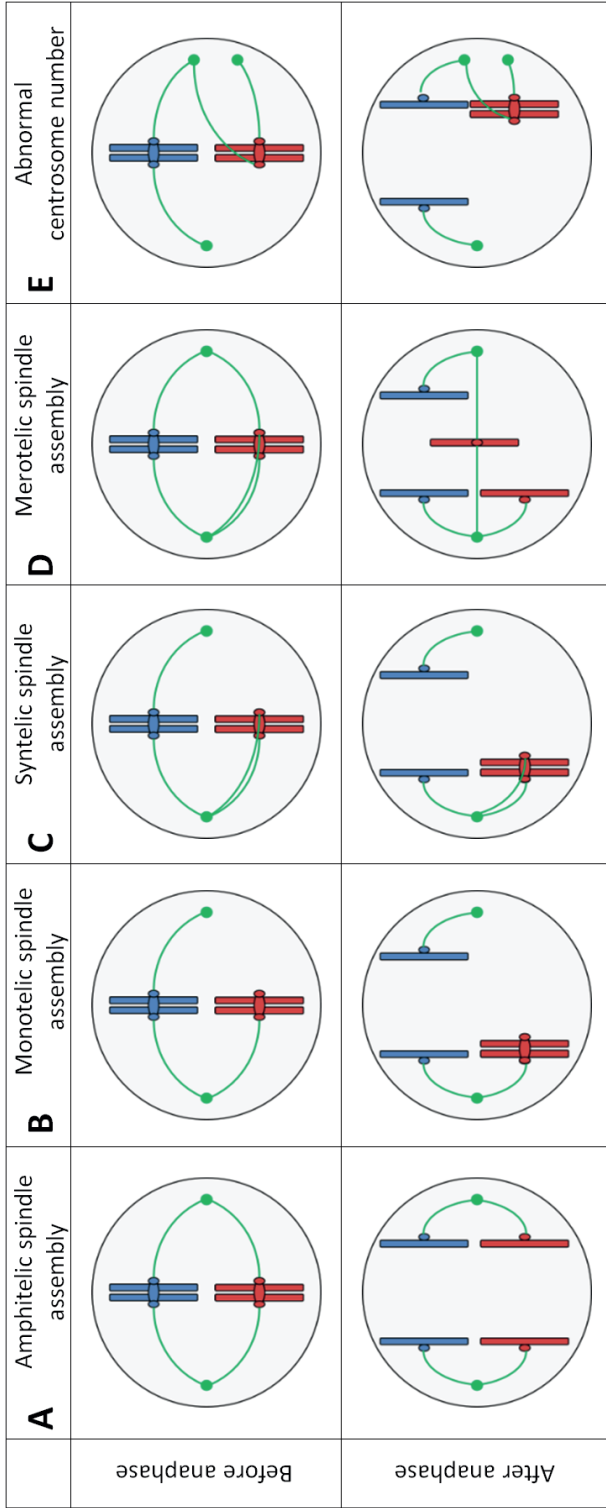 A
Amphitelic spindle
assembly
B
Monotelic spindle
assembly
C
Syntelic spindle
assembly
D
Merotelic spindle
assembly
E
Abnormal
centrosome number
Before anaphase
After anaphase